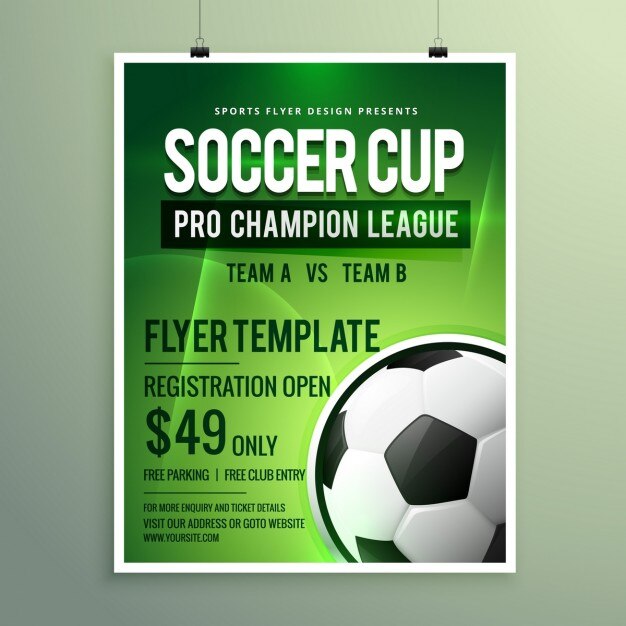 SPORTS FLYER DESIGN PRESENTS
SOCCER CUP
PRO CHAMPION LEAGUE
TEAM A VS TEAM B
FLYER TEMPLATE
REGISTRATION OPEN
$49 ONLY
FREE PARKING | FREE CLUB ENTRY
FOR MORE ENQUIRY AND TICKET DETAILS
VISIT OUR ADDRESS OR GOTO WEBSITE
WWW.YOURSITE.COM